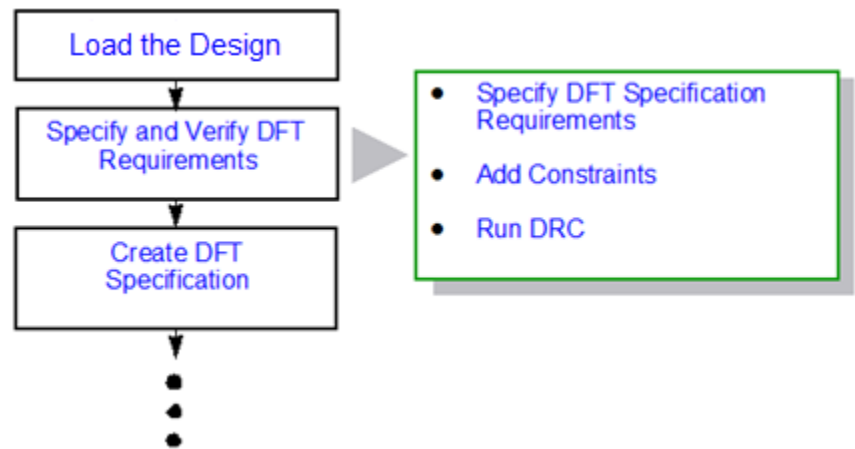 Load the Design
Specify and Verify DFT
Requirements
Create DFT
Specification
• Specify DFT Specification
Requirements
• Add Constraints
• Run DRC